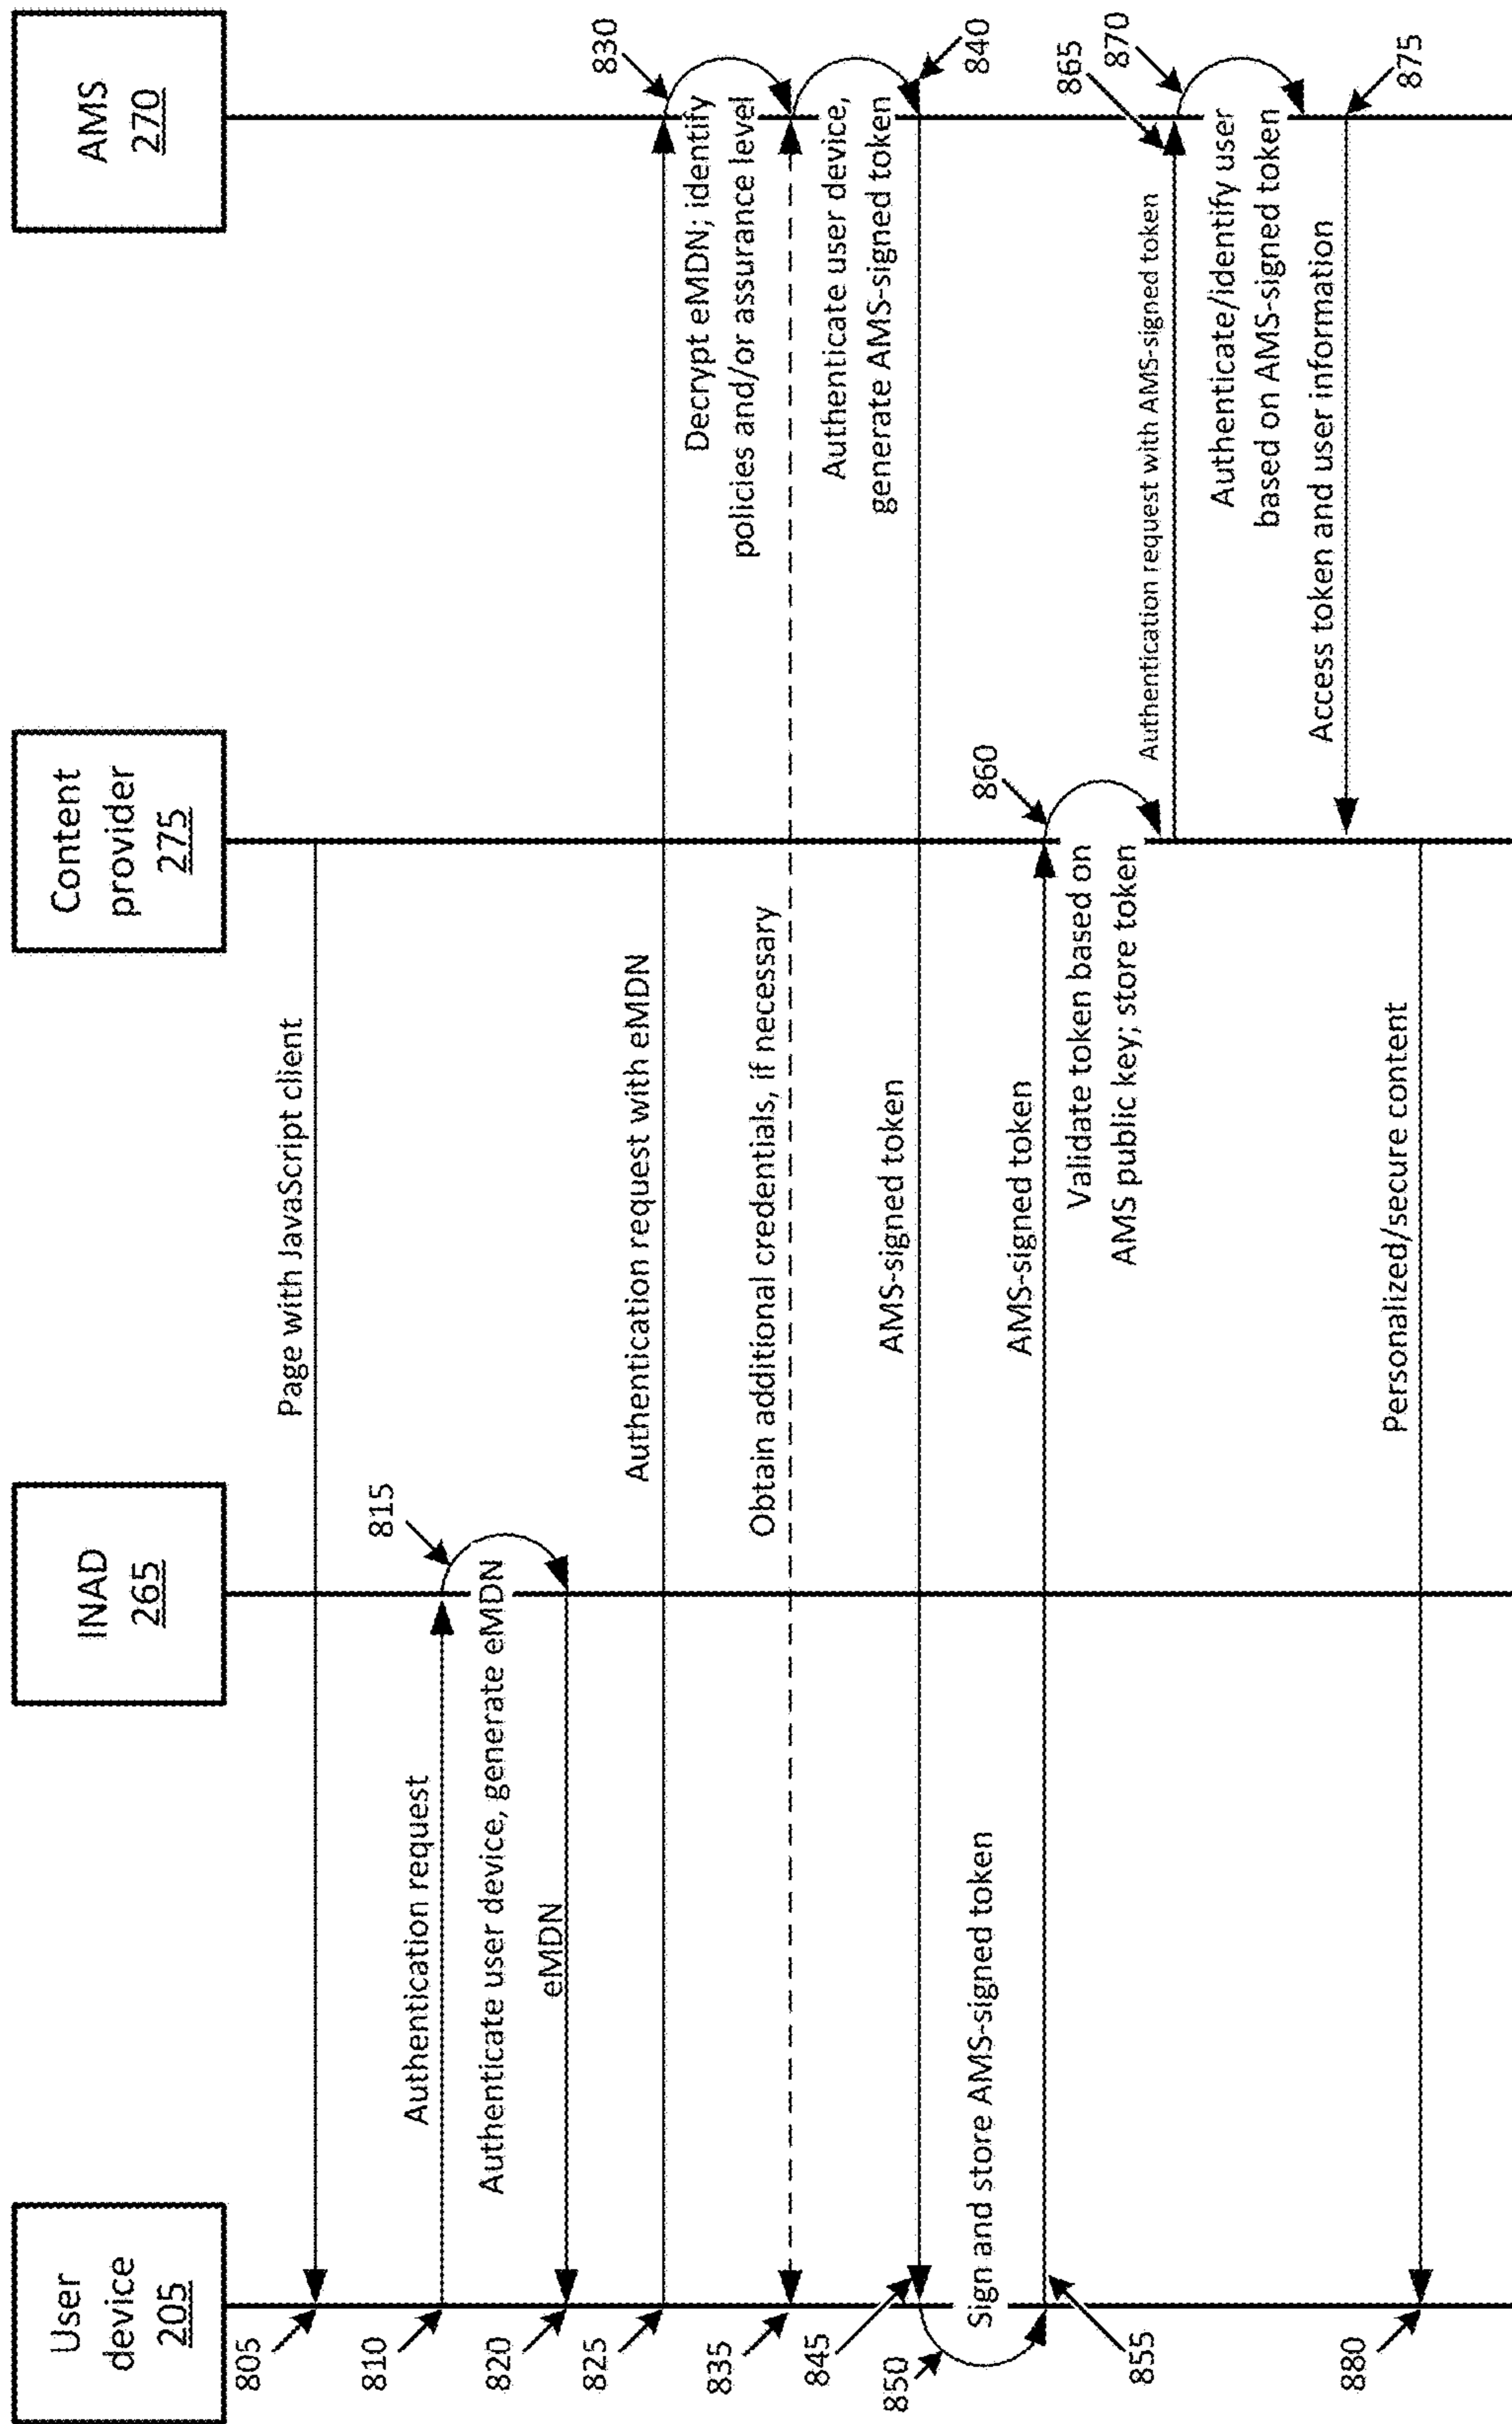 User
device
205
INAD
265
Content
provider
275
AMS
270
805
Page with JavaScript client
810
Authentication request
815
Authenticate user device, generate eMDN
820
eMDN
825
Authentication request with eMDN
830
Decrypt eMDN; identify
policies and/or assurance level
835
Obtain additional credentials, if necessary
Authenticate user device,
generate AMS-signed token
840
845
AMS-signed token
850
Sign and store AMS-signed token
855
AMS-signed token
860
Validate token based on
AMS public key; store token
865
Authentication request with AMS-signed token
870
Authenticate/identify user
based on AMS-signed token
875
Access token and user information
880
Personalized/secure content